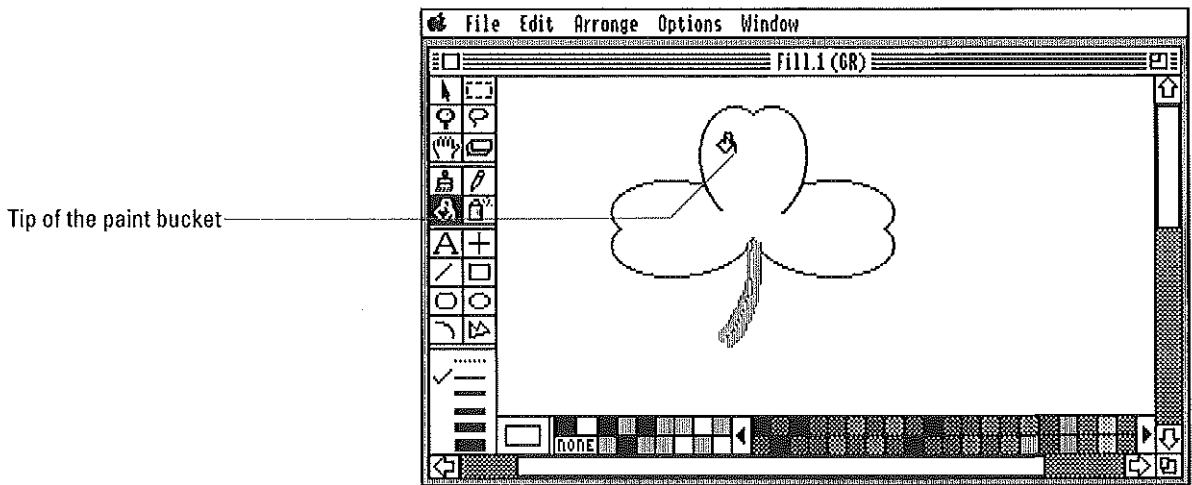 File Edit Arrange Options Window
Fill.1 (GR)
Tip of the paint bucket
A
none